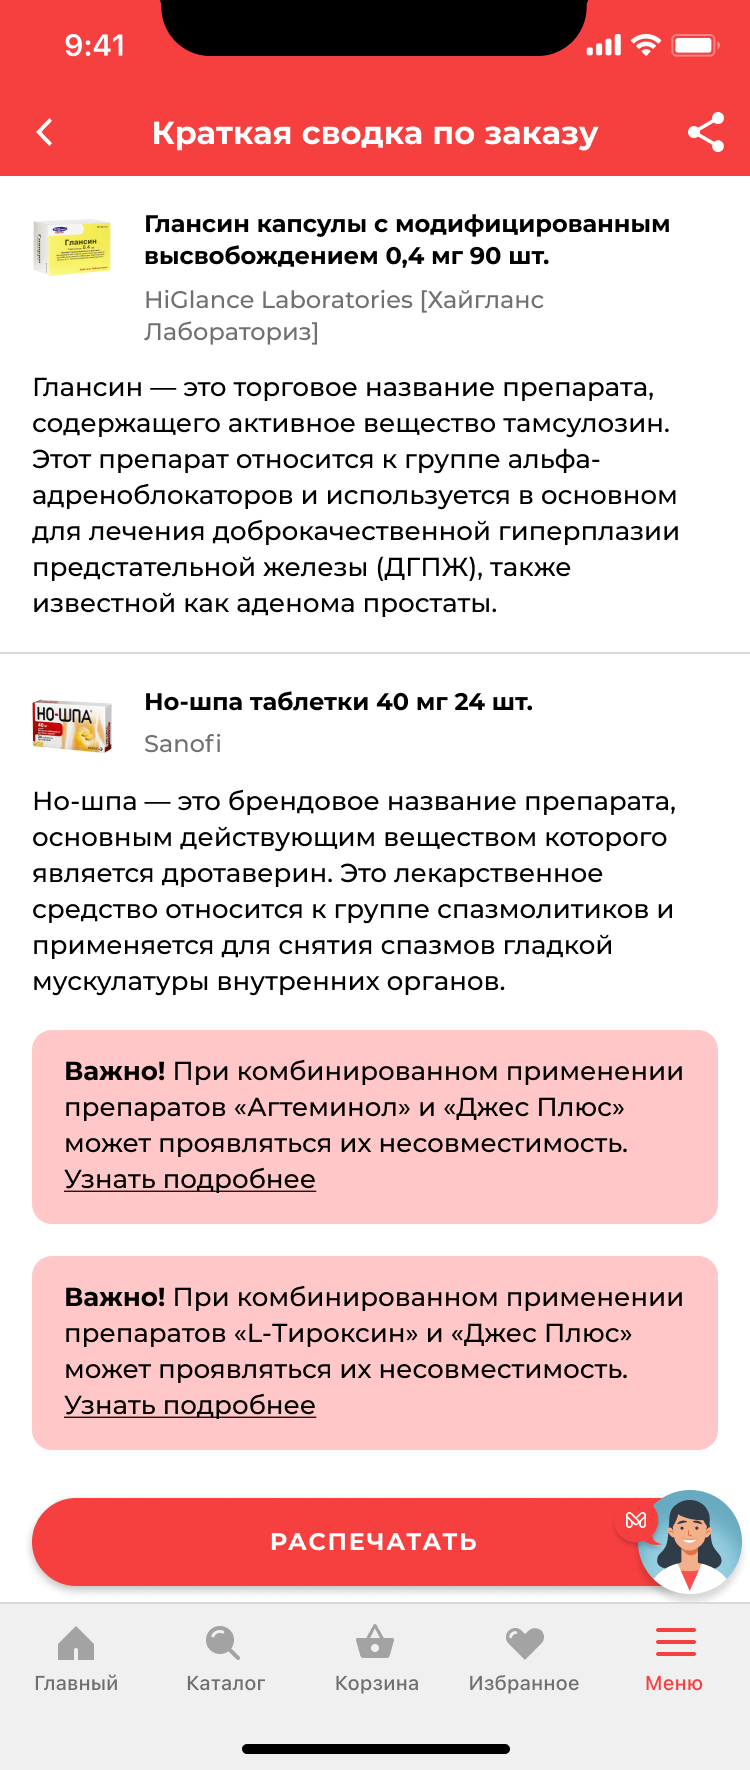 9:41
Краткая сводка по заказу
Глансин капсулы с модифицированным
высвобождением 0,4 мг 90 шт.
HiGlance Laboratories [Хайгланс
Лабораториз]
Глансин
Глансин — это торговое название препарата,
содержащего активное вещество тамсулозин.
Этот препарат относится к группе альфа-
адреноблокаторов и используется в основном
для лечения доброкачественной гиперплазии
предстательной железы (ДГПЖ), также
известной как аденома простаты.
Но-шпа таблетки 40 мг 24 шт.
Sanofi
НО-ШПА
Но-шпа — это брендовое название препарата,
основным действующим веществом которого
является дротаверин. Это лекарственное
средство относится к группе спазмолитиков и
применяется для снятия спазмов гладкой
мускулатуры внутренних органов.
Важно! При комбинированном применении
препаратов «Агтеминол» и «Джес Плюс»
может проявляться их несовместимость.
Узнать подробнее
Важно! При комбинированном применении
препаратов «L-Тироксин» и «Джес Плюс»
может проявляться их несовместимость.
Узнать подробнее
РАСПЕЧАТАТЬ
Главный
Каталог
Корзина
Избранное
Меню